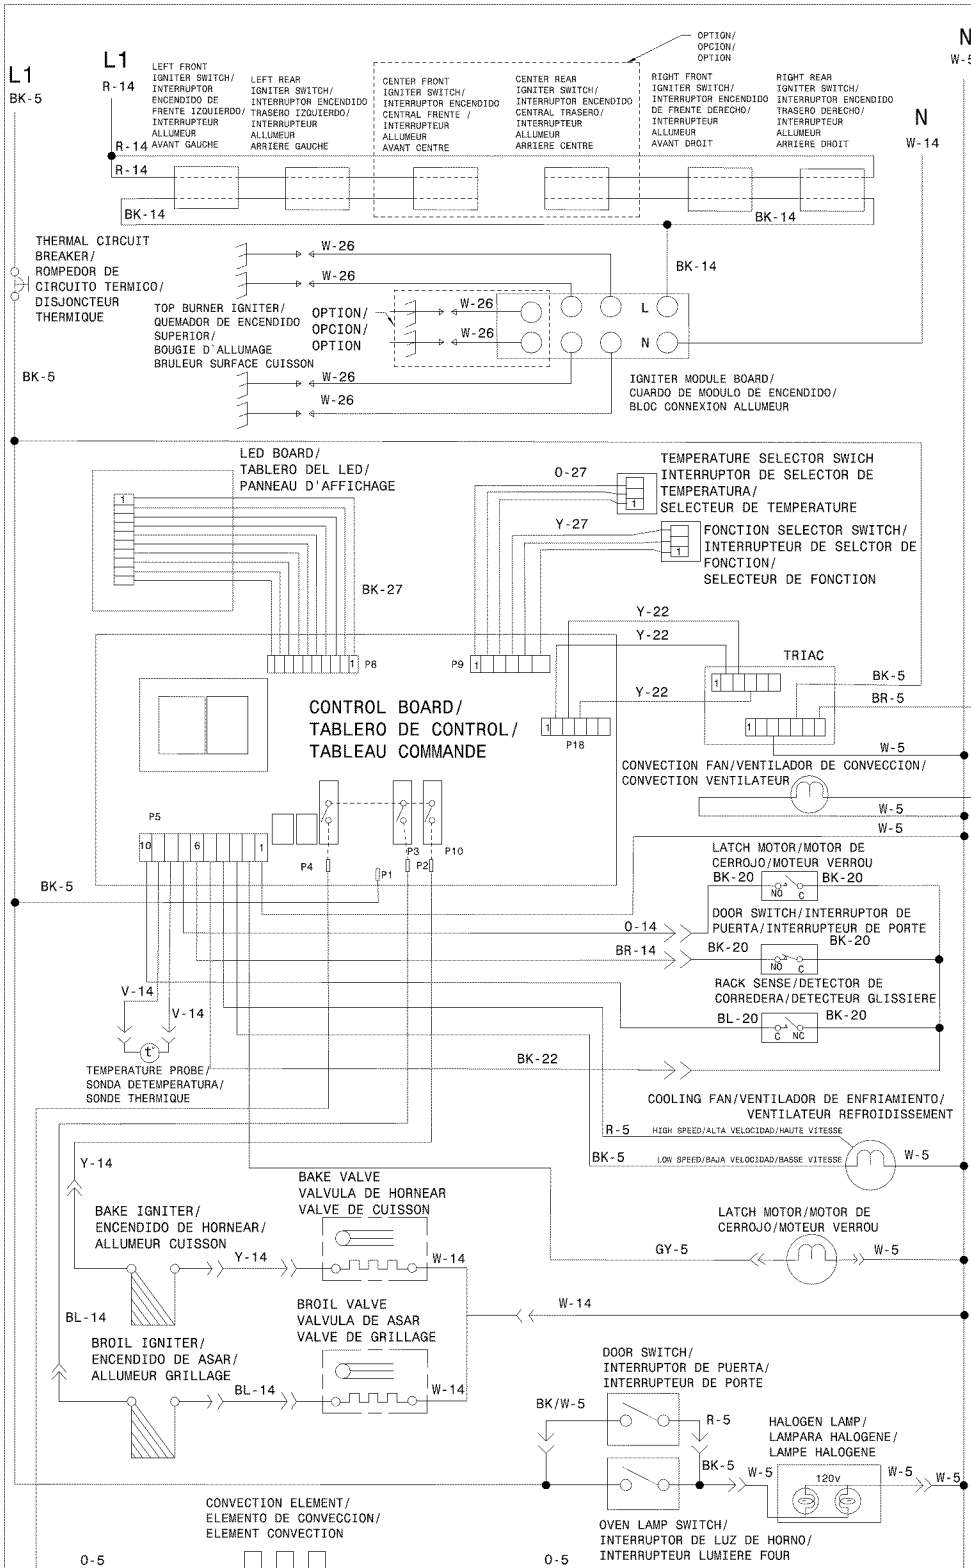 L1
BK-5
L1
R-14
LEFT FRONT
IGNITER SWITCH/
INTERRUPTOR
ENCENDIDO DE
FRENTE IZQUIERDO/
INTERRUPTEUR
ALLUMEUR
AVANT GAUCHE
LEFT REAR
IGNITER SWITCH/
INTERRUPTOR ENCENDIDO
TRASERO IZQUIERDO/
INTERRUPTEUR
ALLUMEUR
ARRIERE GAUCHE
CENTER FRONT
IGNITER SWITCH/
INTERRUPTOR ENCENDIDO
CENTRAL FRENTE /
INTERRUPTEUR
ALLUMEUR
AVANT CENTRE
CENTER REAR
IGNITER SWITCH/
INTERRUPTOR ENCENDIDO
CENTRAL TRASERO/
INTERRUPTEUR
ALLUMEUR
ARRIERE CENTRE
OPTION/
OPCION/
OPTION
RIGHT FRONT
IGNITER SWITCH/
INTERRUPTOR ENCENDIDO
DE FRENTE DERECHO/
INTERRUPTEUR
ALLUMEUR
AVANT DROIT
RIGHT REAR
IGNITER SWITCH/
INTERRUPTOR ENCENDIDO
TRASERO DERECHO/
INTERRUPTEUR
ALLUMEUR
ARRIERE DROIT
N
W-5
N
W-14
R-14
R-14
BK-14
BK-14
THERMAL CIRCUIT
BREAKER/
ROMPEDOR DE
CIRCUITO TERMICO/
DISJONCTEUR
THERMIQUE
W-26
W-26
BK-14
TOP BURNER IGNITER/
QUEMADOR DE ENCENDIDO
SUPERIOR/
BOUGIE D`ALLUMAGE
BRULEUR SURFACE CUISSON
OPTION/
OPCION/
OPTION
W-26
W-26
L
N
BK-5
W-26
W-26
IGNITER MODULE BOARD/
CUARDO DE MODULO DE ENCENDIDO/
BLOC CONNEXION ALLUMEUR
LED BOARD/
TABLERO DEL LED/
PANNEAU D'AFFICHAGE
1
BK-27
O-27
1
TEMPERATURE SELECTOR SWICH
INTERRUPTOR DE SELECTOR DE
TEMPERATURA/
SELECTEUR DE TEMPERATURE
Y-27
1
FONCTION SELECTOR SWITCH/
INTERRUPTEUR DE SELCTOR DE
FONCTION/
SELECTEUR DE FONCTION
Y-22
Y-22
Y-22
TRIAC
1
1
BK-5
BR-5
W-5
1
P8
P9
1
CONTROL BOARD/
TABLERO DE CONTROL/
TABLEAU COMMANDE
1
P18
CONVECTION FAN/VENTILADOR DE CONVECCION/
CONVECTION VENTILATEUR
W-5
W-5
P5
10
6
1
P4
P3
P2
P10
P1
BK-5
LATCH MOTOR/MOTOR DE
CERROJO/MOTEUR VERROU
BK-20
NO
C
BK-20
DOOR SWITCH/INTERRUPTOR DE
PUERTA/INTERRUPTEUR DE PORTE
O-14
BR-14
BK-20
NO
C
BK-20
RACK SENSE/DETECTOR DE
CORREDERA/DETECTEUR GLISSIERE
BL-20
C
NC
BK-20
V-14
V-14
t°
TEMPERATURE PROBE/
SONDA DETEMPERATURA/
SONDE THERMIQUE
BK-22
COOLING FAN/VENTILADOR DE ENFRIAMIENTO/
VENTILATEUR REFROIDISSEMENT
R-5
HIGH SPEED/ALTA VELOCIDAD/HAUTE VITESSE
BK-5
LOW SPEED/BAJA VELOCIDAD/BASSE VITESSE
W-5
Y-14
BAKE IGNITER/
ENCENDIDO DE HORNEAR/
ALLUMEUR CUISSON
BAKE VALVE
VALVULA DE HORNEAR
VALVE DE CUISSON
LATCH MOTOR/MOTOR DE
CERROJO/MOTEUR VERROU
Y-14
W-14
GY-5
W-5
BL-14
BROIL VALVE
VALVULA DE ASAR
VALVE DE GRILLAGE
W-14
BROIL IGNITER/
ENCENDIDO DE ASAR/
ALLUMEUR GRILLAGE
BL-14
W-14
DOOR SWITCH/
INTERRUPTOR DE PUERTA/
INTERRUPTEUR DE PORTE
BK/W-5
R-5
HALOGEN LAMP/
LAMPARA HALOGENE/
LAMPE HALOGENE
BK-5
W-5
120v
W-5
W-5
CONVECTION ELEMENT/
ELEMENTO DE CONVECCION/
ELEMENT CONVECTION
OVEN LAMP SWITCH/
INTERRUPTOR DE LUZ DE HORNO/
INTERRUPTEUR LUMIERE FOUR
O-5
O-5